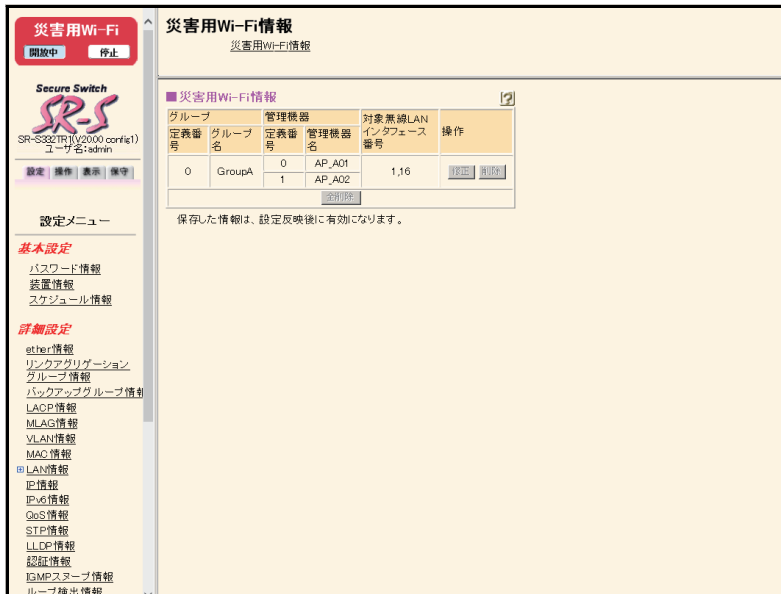 災害用Wi-Fi
開放中 停止
Secure Switch
SR-S
SR-S332TR1(V20.00 config1)
ユーザ名:admin
設定 操作 表示 保守
設定メニュー
基本設定
パスワード情報
装置情報
スケジュール情報
詳細設定
ether情報
リンクアグリゲーション
グループ情報
バックアップグループ情報
LACP情報
MLAG情報
VLAN情報
MAC情報
LAN情報
IP情報
IPv6情報
QoS情報
STP情報
LLDP情報
認証情報
IGMPスヌープ情報
ループ検出情報
災害用Wi-Fi情報
災害用Wi-Fi情報
■災害用Wi-Fi情報 ?
グループ 管理機器 対象無線LANインタフェース番号 操作
定義番号 グループ名 定義番号 管理機器名
0 GroupA 0 AP_A01 1,16 修正 削除
1 AP_A02
全削除
保存した情報は、設定反映後に有効になります。